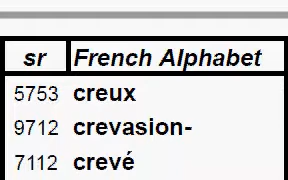 sr French Alphabet
5753 creux
9712 crevasion-
7112 crevé